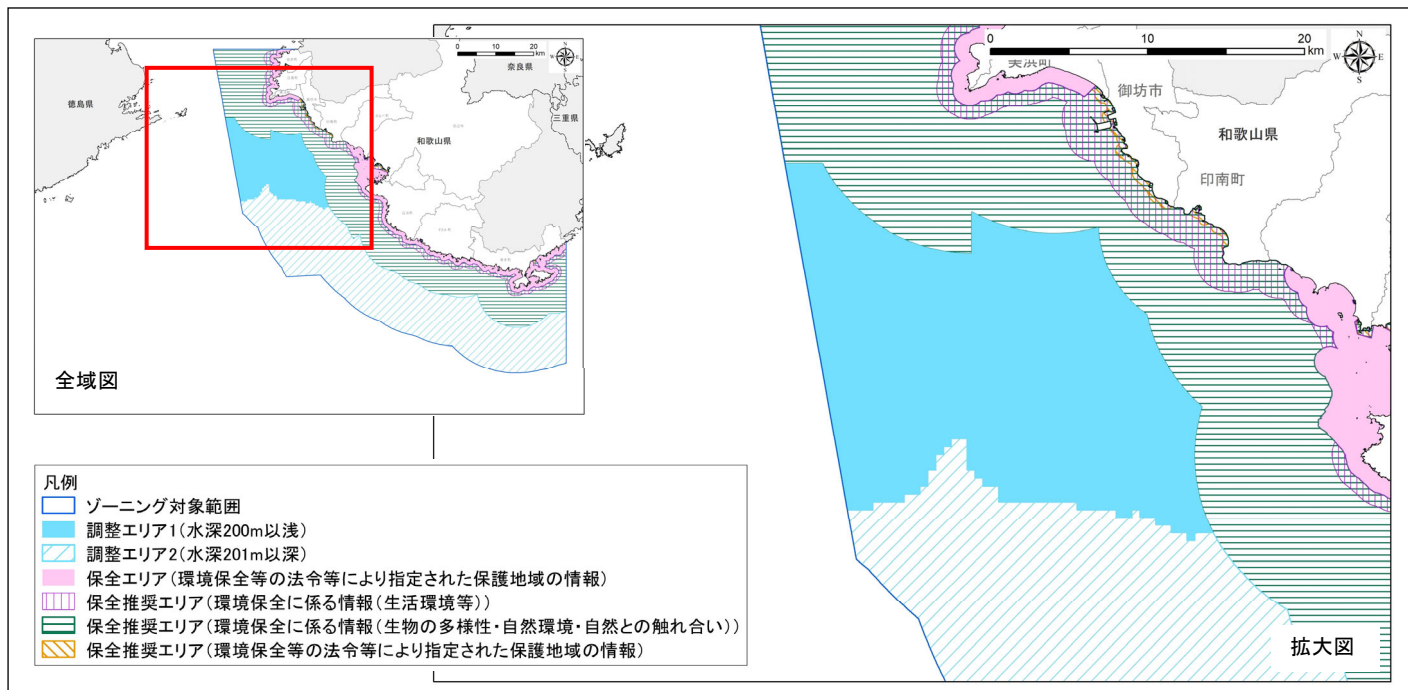 0 10 20
km
N
W E
S
徳島県
奈良県
三重県
和歌山県
全域図
0 10 20
km
N
W E
S
美浜町
御坊市
和歌山県
印南町
拡大図
凡例
ゾーニング対象範囲
調整エリア1(水深200m以浅)
調整エリア2(水深201m以深)
保全エリア(環境保全等の法令等により指定された保護地域の情報)
保全推奨エリア(環境保全に係る情報(生活環境等))
保全推奨エリア(環境保全に係る情報(生物の多様性・自然環境・自然との触れ合い))
保全推奨エリア(環境保全等の法令等により指定された保護地域の情報)